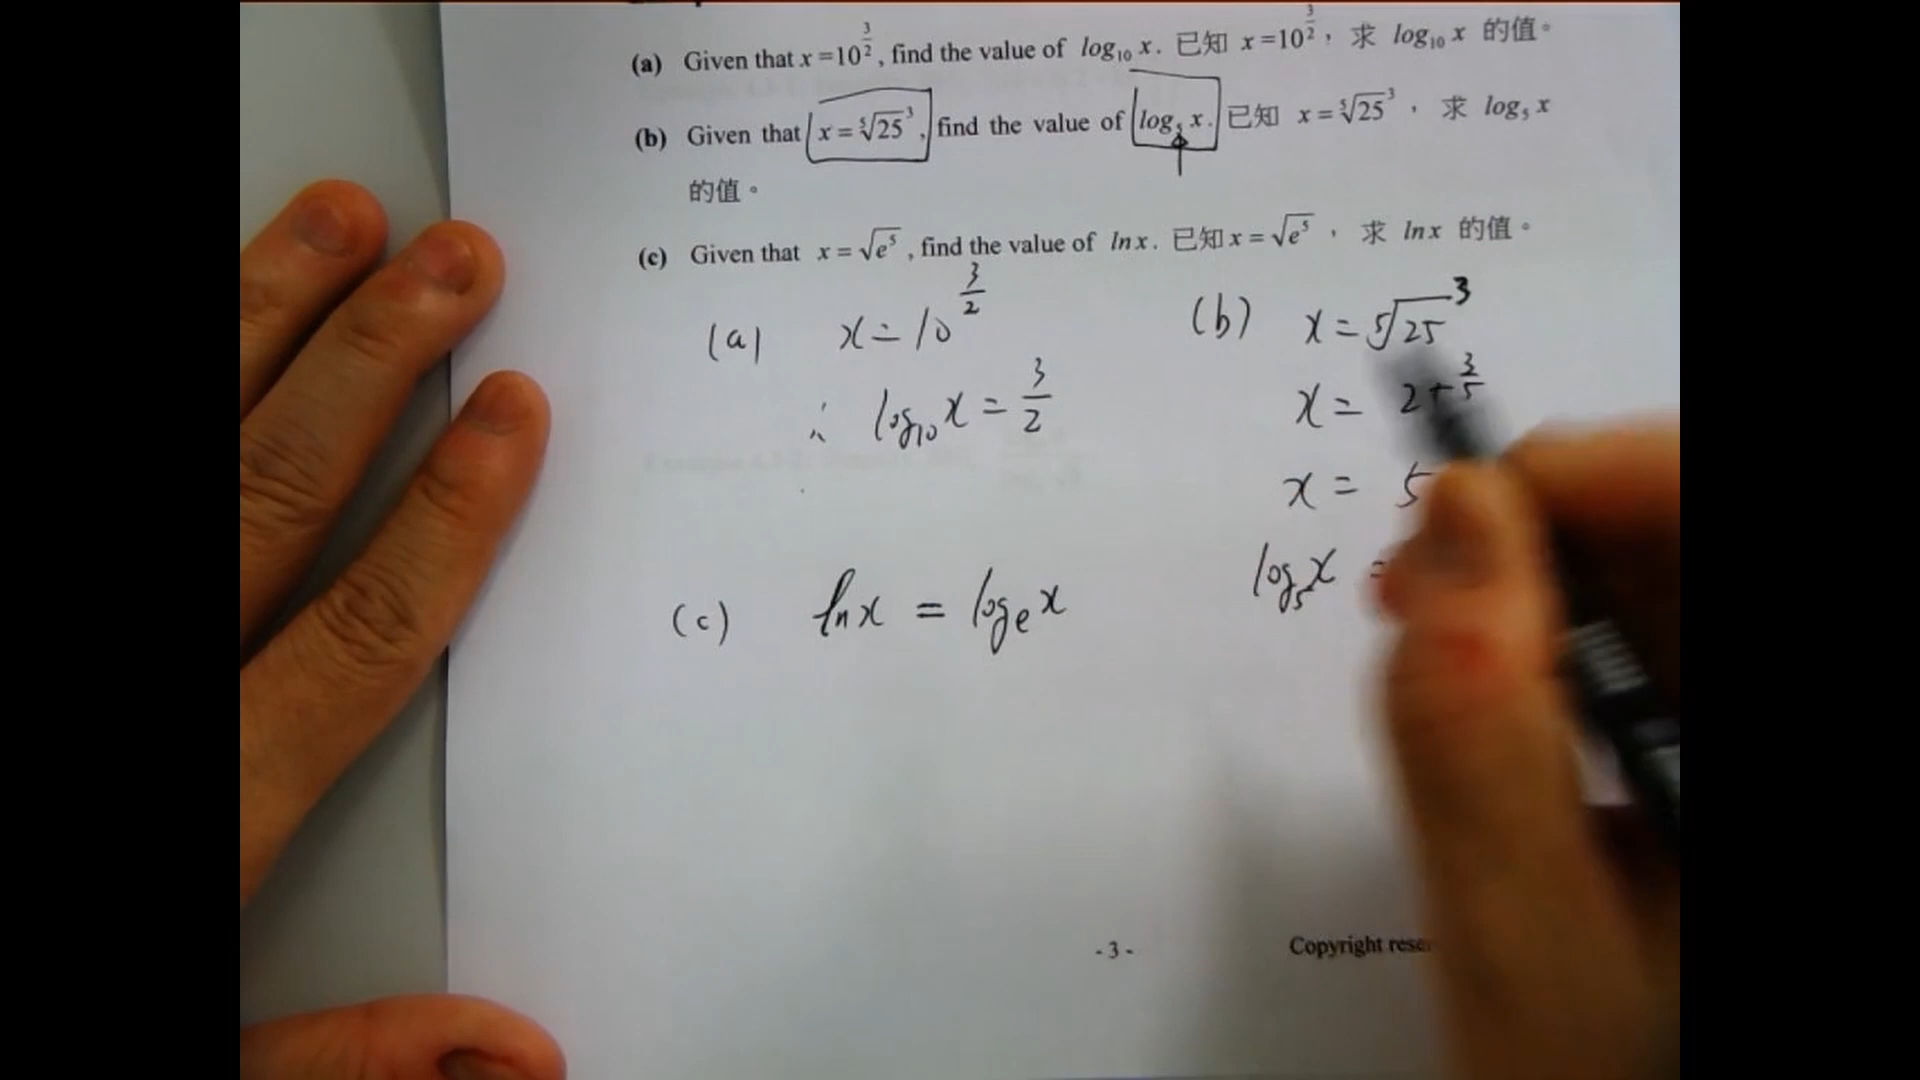 (a) Given that x = 10^(3/2), find the value of log₁₀ x. 已知 x = 10^(3/2)，求 log₁₀ x 的值。
(b) Given that x = ⁵√25³, find the value of log₅ x. 已知 x = ⁵√25³，求 log₅ x
的值。
(c) Given that x = √e⁵, find the value of ln x. 已知 x = √e⁵，求 ln x 的值。
(a) x = 10^(3/2)
∴ log₁₀ x = 3/2
(b) x = ⁵√25³
x = 25^(3/5)
x = 5
log₅ x =
(c) ln x = logₑ x
- 3 -
Copyright